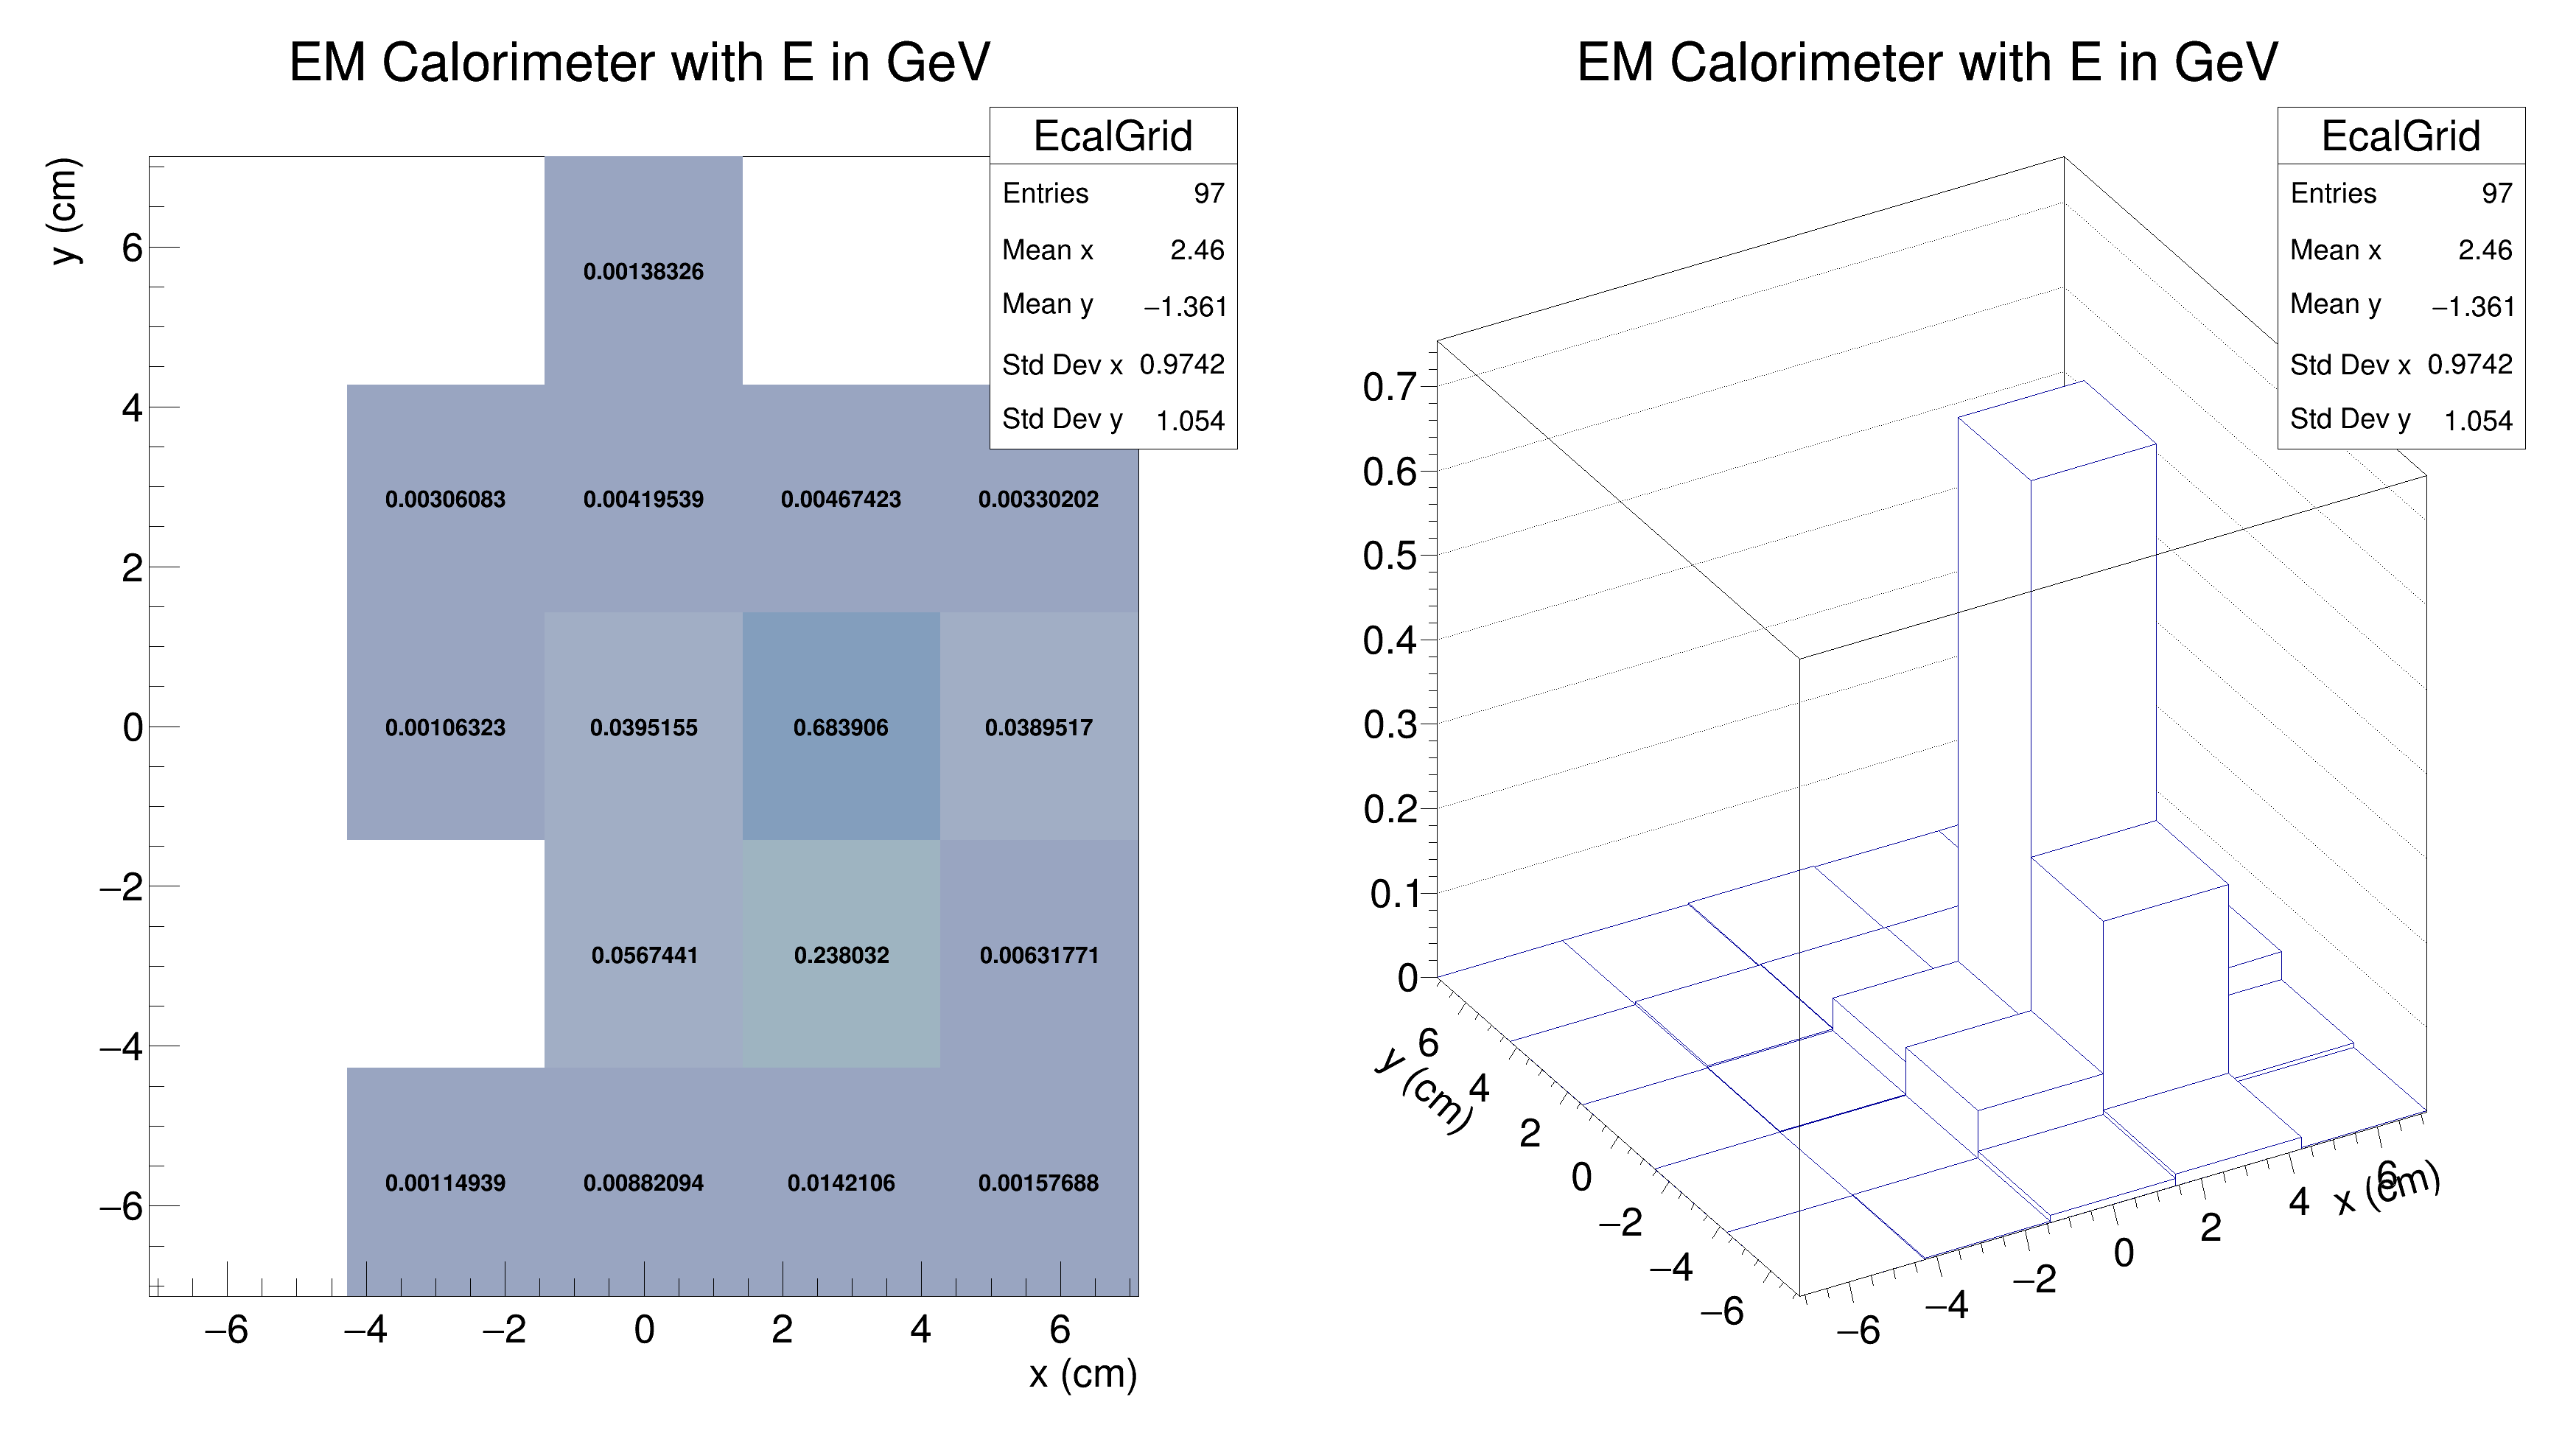 EM Calorimeter with E in GeV
EcalGrid
Entries 97
Mean x 2.46
Mean y −1.361
Std Dev x 0.9742
Std Dev y 1.054
y (cm)
6
4
2
0
−2
−4
−6
0.00138326
0.00306083 0.00419539 0.00467423 0.00330202
0.00106323 0.0395155 0.683906 0.0389517
0.0567441 0.238032 0.00631771
0.00114939 0.00882094 0.0142106 0.00157688
−6 −4 −2 0 2 4 6
x (cm)
EM Calorimeter with E in GeV
EcalGrid
Entries 97
Mean x 2.46
Mean y −1.361
Std Dev x 0.9742
Std Dev y 1.054
0.7
0.6
0.5
0.4
0.3
0.2
0.1
0
6
4
2
0
−2
−4
−6
y (cm)
−6
−4
−2
0
2
4
6
x (cm)